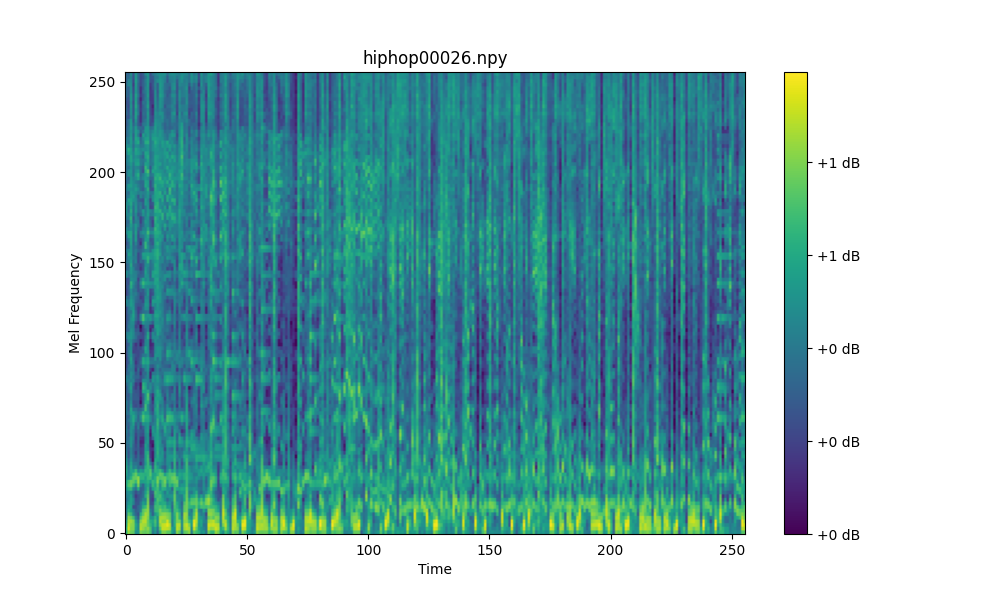 hiphop00026.npy
250
200
150
100
50
0
Mel Frequency
0 50 100 150 200 250
Time
+1 dB
+1 dB
+0 dB
+0 dB
+0 dB